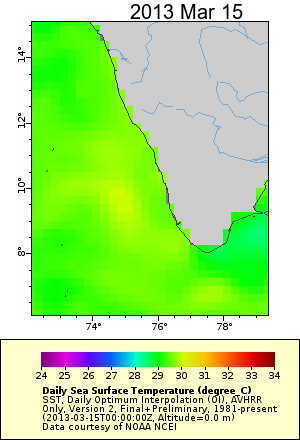 2013 Mar 15
14°
12°
10°
8°
74° 76° 78°
24 25 26 27 28 29 30 31 32 33 34
Daily Sea Surface Temperature (degree_C)
SST, Daily Optimum Interpolation (OI), AVHRR
Only, Version 2, Final+Preliminary, 1981-present
(2013-03-15T00:00:00Z, Altitude=0.0 m)
Data courtesy of NOAA NCEI